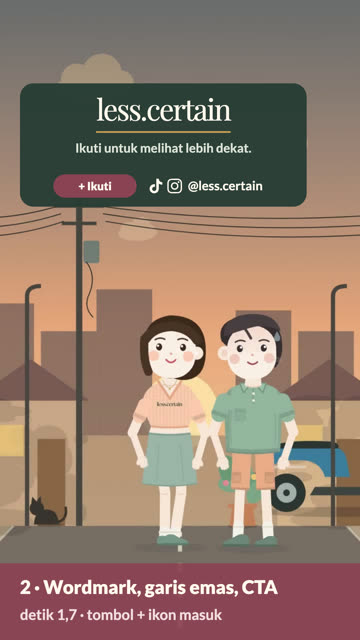 less.certain
Ikuti untuk melihat lebih dekat.
+ Ikuti
@less.certain
less.certain
2 · Wordmark, garis emas, CTA
detik 1,7 · tombol + ikon masuk